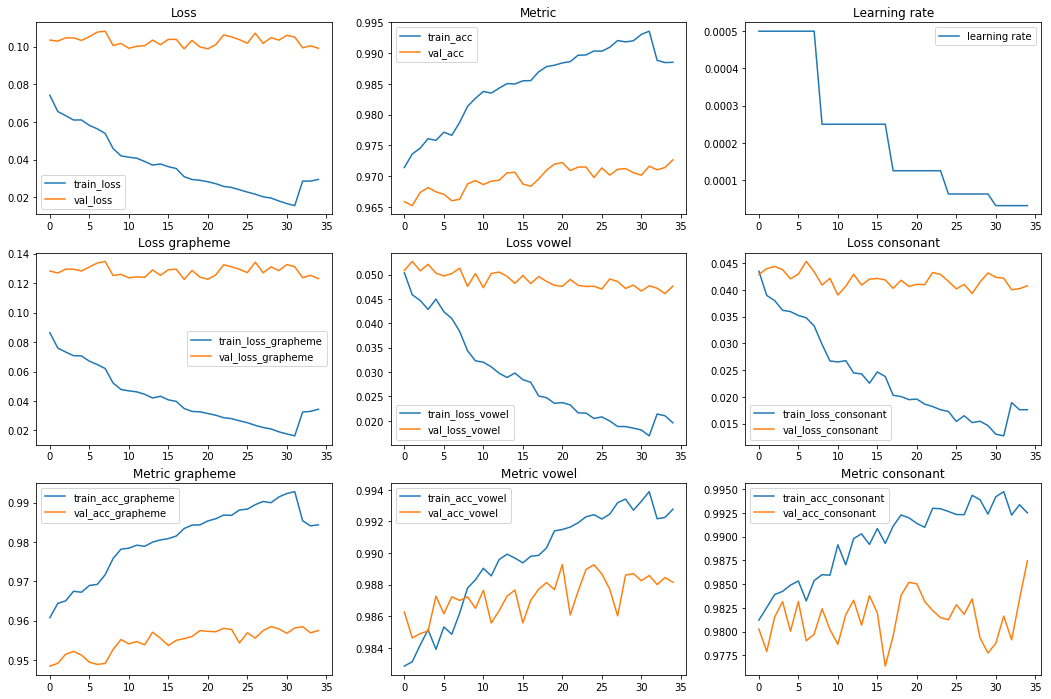 Loss
0.10
0.08
0.06
0.04
0.02
train_loss
val_loss
0 5 10 15 20 25 30 35
Metric
0.995
0.990
0.985
0.980
0.975
0.970
0.965
train_acc
val_acc
0 5 10 15 20 25 30 35
Learning rate
0.0005
0.0004
0.0003
0.0002
0.0001
learning rate
0 5 10 15 20 25 30 35
Loss grapheme
0.14
0.12
0.10
0.08
0.06
0.04
0.02
train_loss_grapheme
val_loss_grapheme
0 5 10 15 20 25 30 35
Loss vowel
0.050
0.045
0.040
0.035
0.030
0.025
0.020
train_loss_vowel
val_loss_vowel
0 5 10 15 20 25 30 35
Loss consonant
0.045
0.040
0.035
0.030
0.025
0.020
0.015
train_loss_consonant
val_loss_consonant
0 5 10 15 20 25 30 35
Metric grapheme
0.99
0.98
0.97
0.96
0.95
train_acc_grapheme
val_acc_grapheme
0 5 10 15 20 25 30 35
Metric vowel
0.994
0.992
0.990
0.988
0.986
0.984
train_acc_vowel
val_acc_vowel
0 5 10 15 20 25 30 35
Metric consonant
0.9950
0.9925
0.9900
0.9875
0.9850
0.9825
0.9800
0.9775
train_acc_consonant
val_acc_consonant
0 5 10 15 20 25 30 35